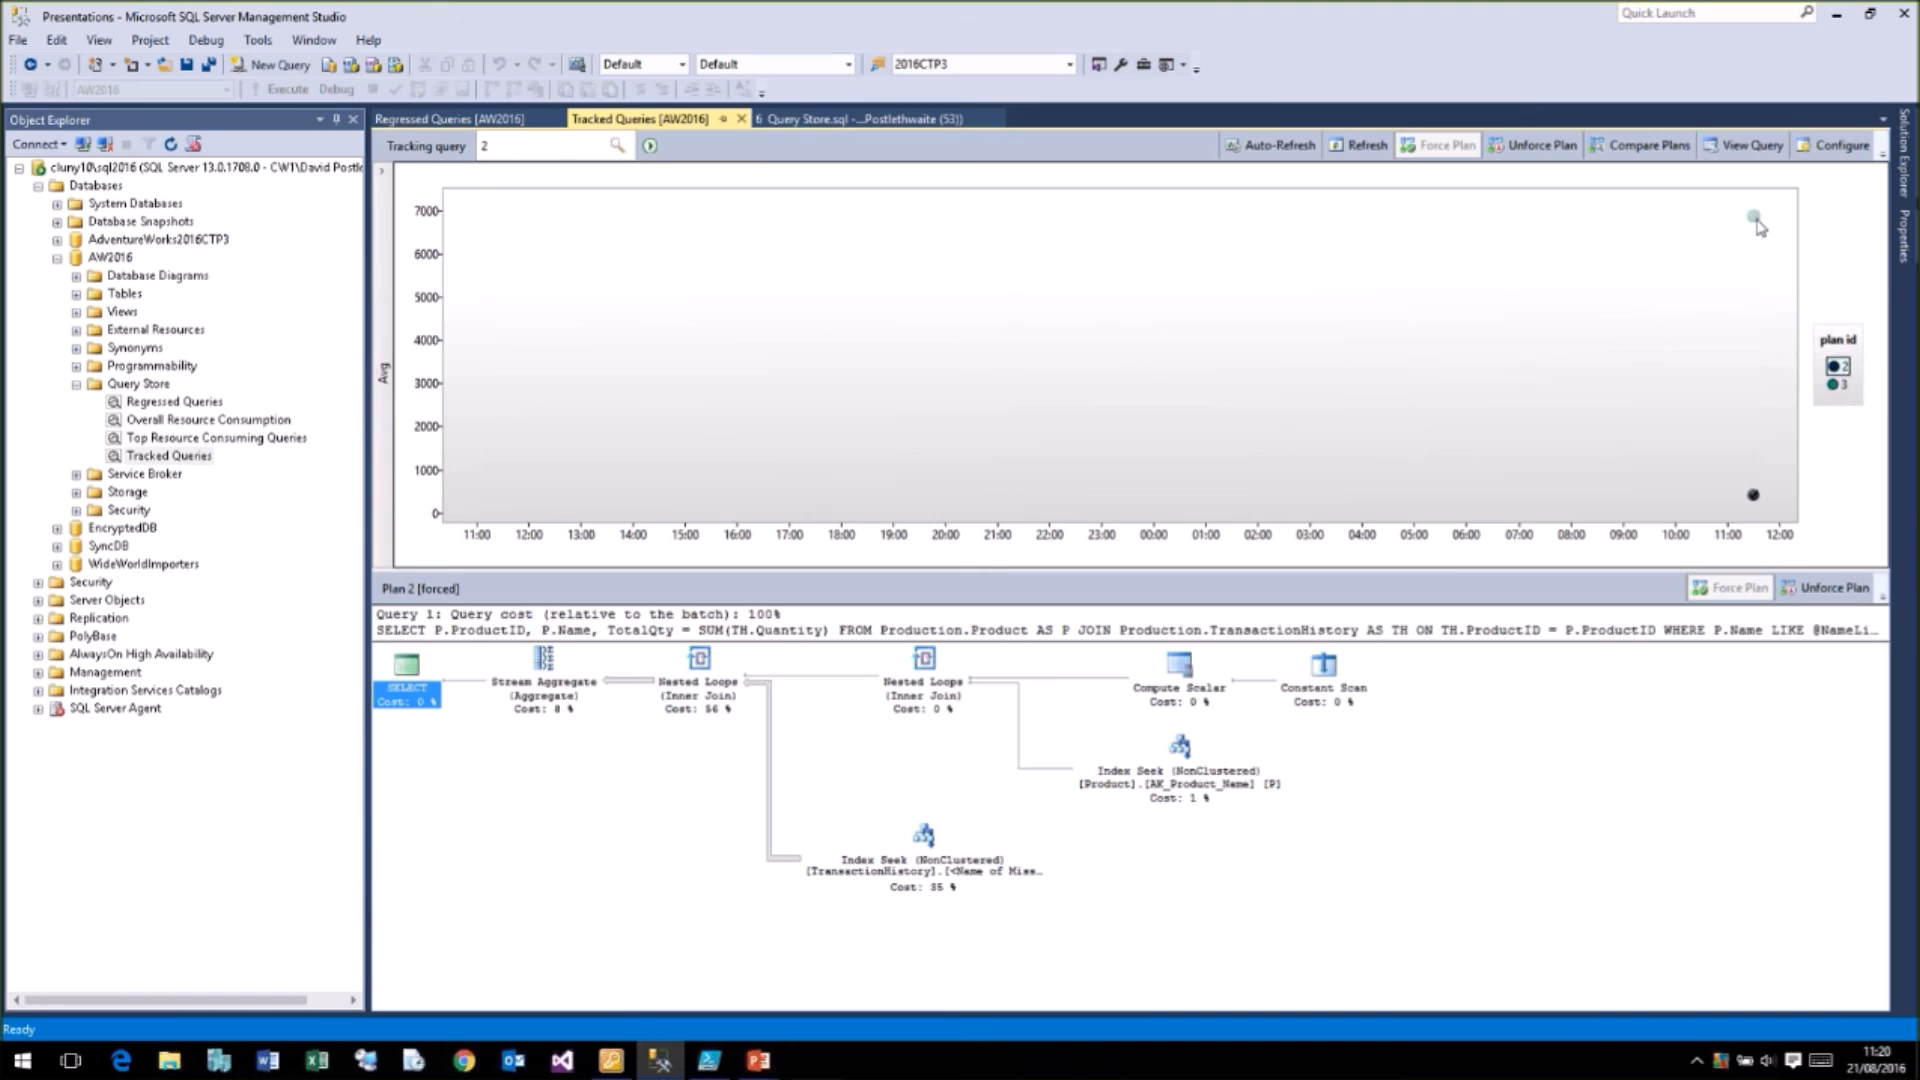 Presentations - Microsoft SQL Server Management Studio
Quick Launch
File Edit View Project Debug Tools Window Help
New Query Default Default 2016CTP3
AW2016 Execute Debug
Object Explorer
Connect
cluny10\sql2016 (SQL Server 13.0.1708.0 - CW1\David Postle
Databases
System Databases
Database Snapshots
AdventureWorks2016CTP3
AW2016
Database Diagrams
Tables
Views
External Resources
Synonyms
Programmability
Query Store
Regressed Queries
Overall Resource Consumption
Top Resource Consuming Queries
Tracked Queries
Service Broker
Storage
Security
EncryptedDB
SyncDB
WideWorldImporters
Security
Server Objects
Replication
PolyBase
AlwaysOn High Availability
Management
Integration Services Catalogs
SQL Server Agent
Regressed Queries [AW2016] Tracked Queries [AW2016] 6 Query Store.sql -...Postlethwaite (53))
Tracking query 2 Auto-Refresh Refresh Force Plan Unforce Plan Compare Plans View Query Configure
Avg
7000
6000
5000
4000
3000
2000
1000
0
11:00 12:00 13:00 14:00 15:00 16:00 17:00 18:00 19:00 20:00 21:00 22:00 23:00 00:00 01:00 02:00 03:00 04:00 05:00 06:00 07:00 08:00 09:00 10:00 11:00 12:00
plan id
2
3
Solution Explorer
Properties
Plan 2 [forced] Force Plan Unforce Plan
Query 1: Query cost (relative to the batch): 100%
SELECT P.ProductID, P.Name, TotalQty = SUM(TH.Quantity) FROM Production.Product AS P JOIN Production.TransactionHistory AS TH ON TH.ProductID = P.ProductID WHERE P.Name LIKE @NameLi...
SELECT
Cost: 0 %
Stream Aggregate
(Aggregate)
Cost: 8 %
Nested Loops
(Inner Join)
Cost: 56 %
Nested Loops
(Inner Join)
Cost: 0 %
Compute Scalar
Cost: 0 %
Constant Scan
Cost: 0 %
Index Seek (NonClustered)
[Product].[AK_Product_Name] [P]
Cost: 1 %
Index Seek (NonClustered)
[TransactionHistory].[<Name of Miss...
Cost: 35 %
Ready
11:20
21/08/2016